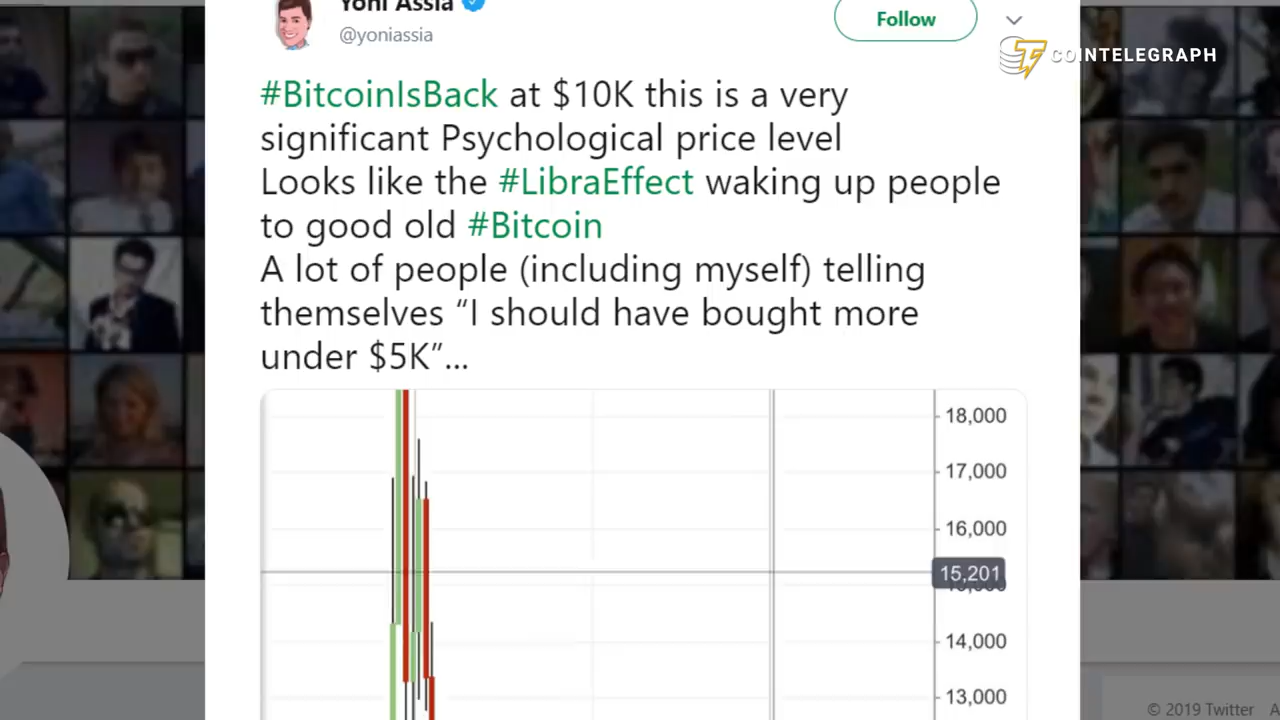 Yoni Assia
@yoniassia
Follow
COINTELEGRAPH
#BitcoinIsBack at $10K this is a very
significant Psychological price level
Looks like the #LibraEffect waking up people
to good old #Bitcoin
A lot of people (including myself) telling
themselves “I should have bought more
under $5K”...
18,000
17,000
16,000
15,201
14,000
13,000
© 2019 Twitter